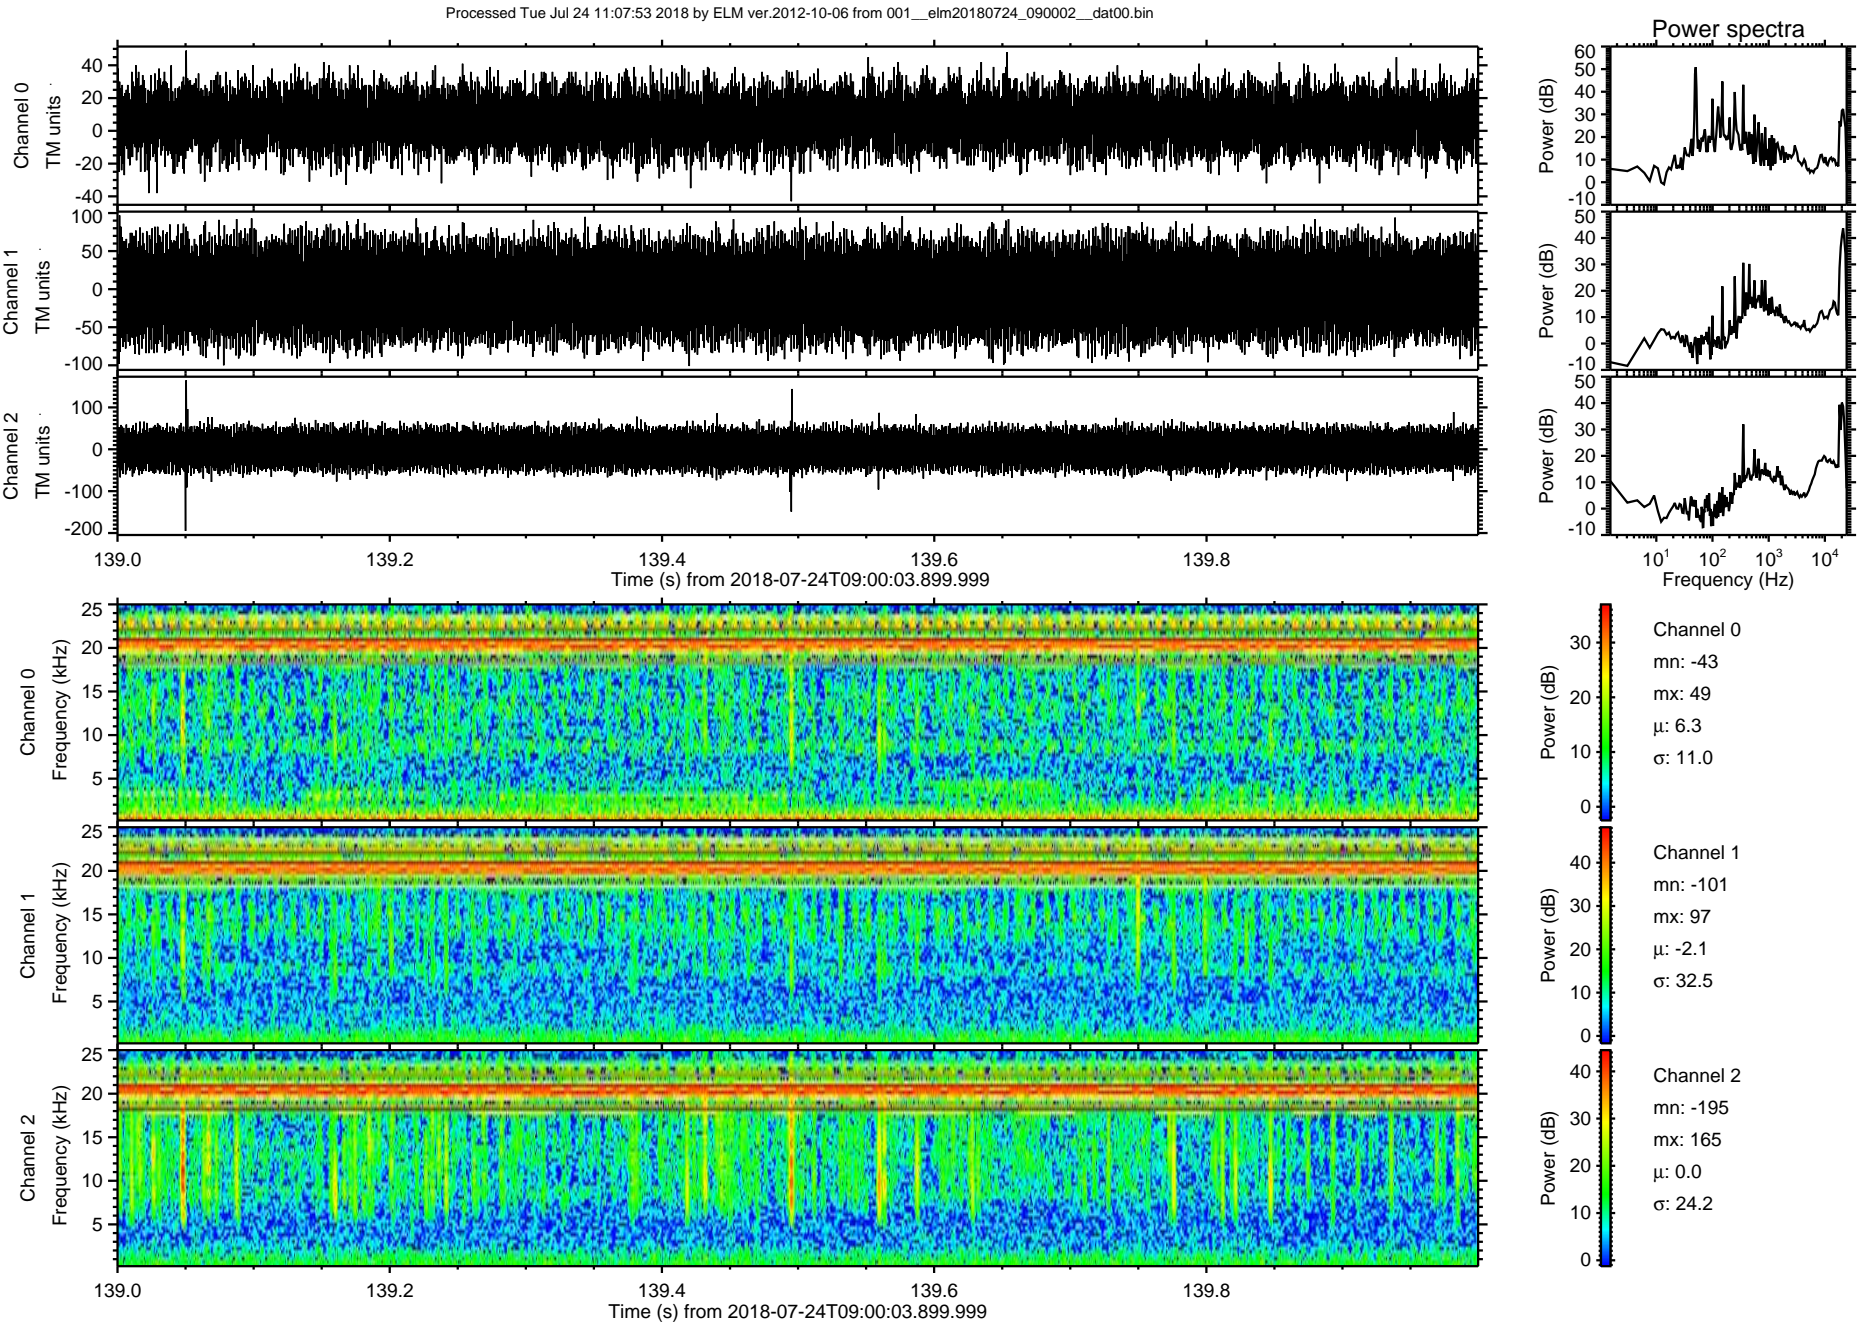 Processed Tue Jul 24 11:07:53 2018 by ELM ver.2012-10-06 from 001__elm20180724_090002__dat00.bin
Power spectra
Channel 0
TM units
40
20
0
-20
-40
Power (dB)
60
50
40
30
20
10
0
-10
Channel 1
TM units
100
50
0
-50
-100
Power (dB)
50
40
30
20
10
0
-10
Channel 2
TM units
100
0
-100
-200
Power (dB)
50
40
30
20
10
0
-10
139.0 139.2 139.4 139.6 139.8
Time (s) from 2018-07-24T09:00:03.899.999
10¹ 10² 10³ 10⁴
Frequency (Hz)
Channel 0
Frequency (kHz)
25
20
15
10
5
Power (dB)
30
20
10
0
Channel 0
mn: -43
mx: 49
μ: 6.3
σ: 11.0
Channel 1
Frequency (kHz)
25
20
15
10
5
Power (dB)
40
30
20
10
0
Channel 1
mn: -101
mx: 97
μ: -2.1
σ: 32.5
Channel 2
Frequency (kHz)
25
20
15
10
5
Power (dB)
40
30
20
10
0
Channel 2
mn: -195
mx: 165
μ: 0.0
σ: 24.2
139.0 139.2 139.4 139.6 139.8
Time (s) from 2018-07-24T09:00:03.899.999